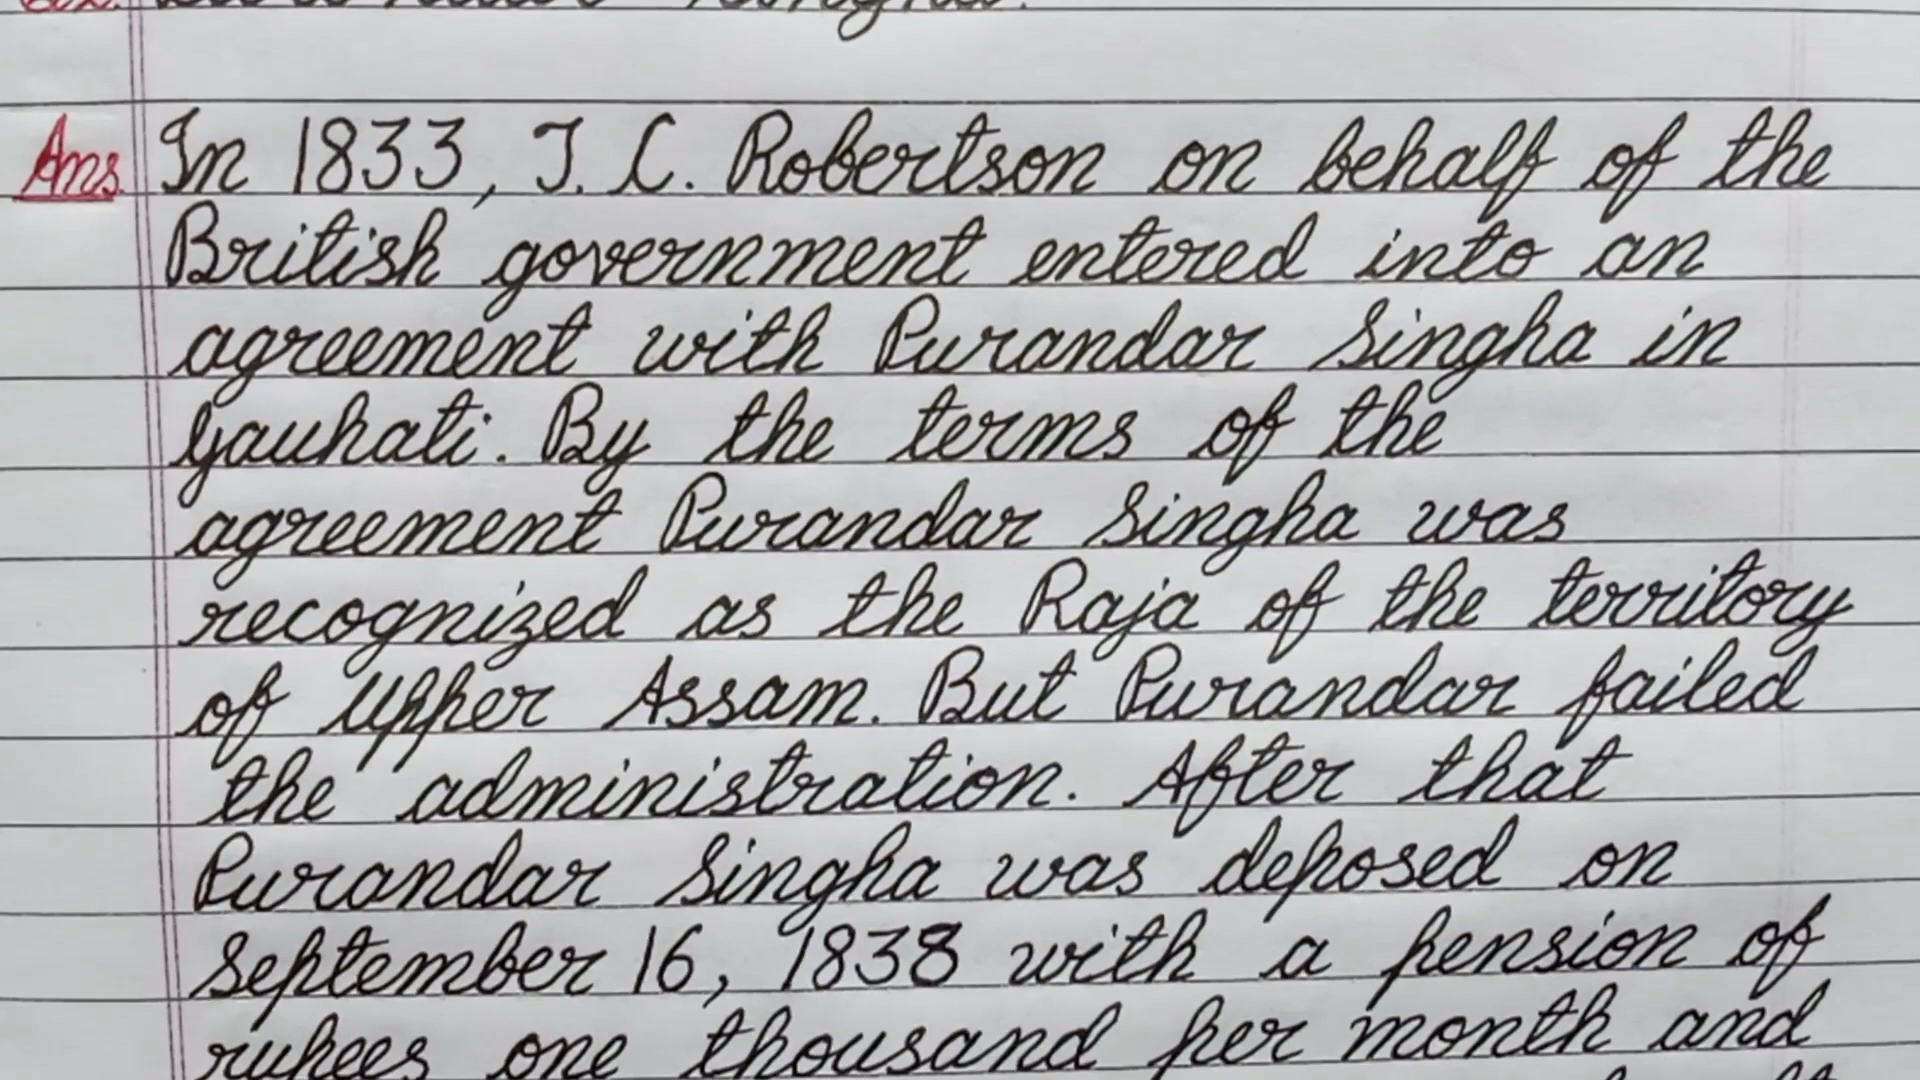 Singha.
Ans. In 1833, T. C. Robertson on behalf of the
British government entered into an
agreement with Purandar Singha in
Gauhati. By the terms of the
agreement Purandar Singha was
recognized as the Raja of the territory
of Upper Assam. But Purandar failed
the administration. After that
Purandar Singha was deposed on
September 16, 1838 with a pension of
rupees one thousand per month and